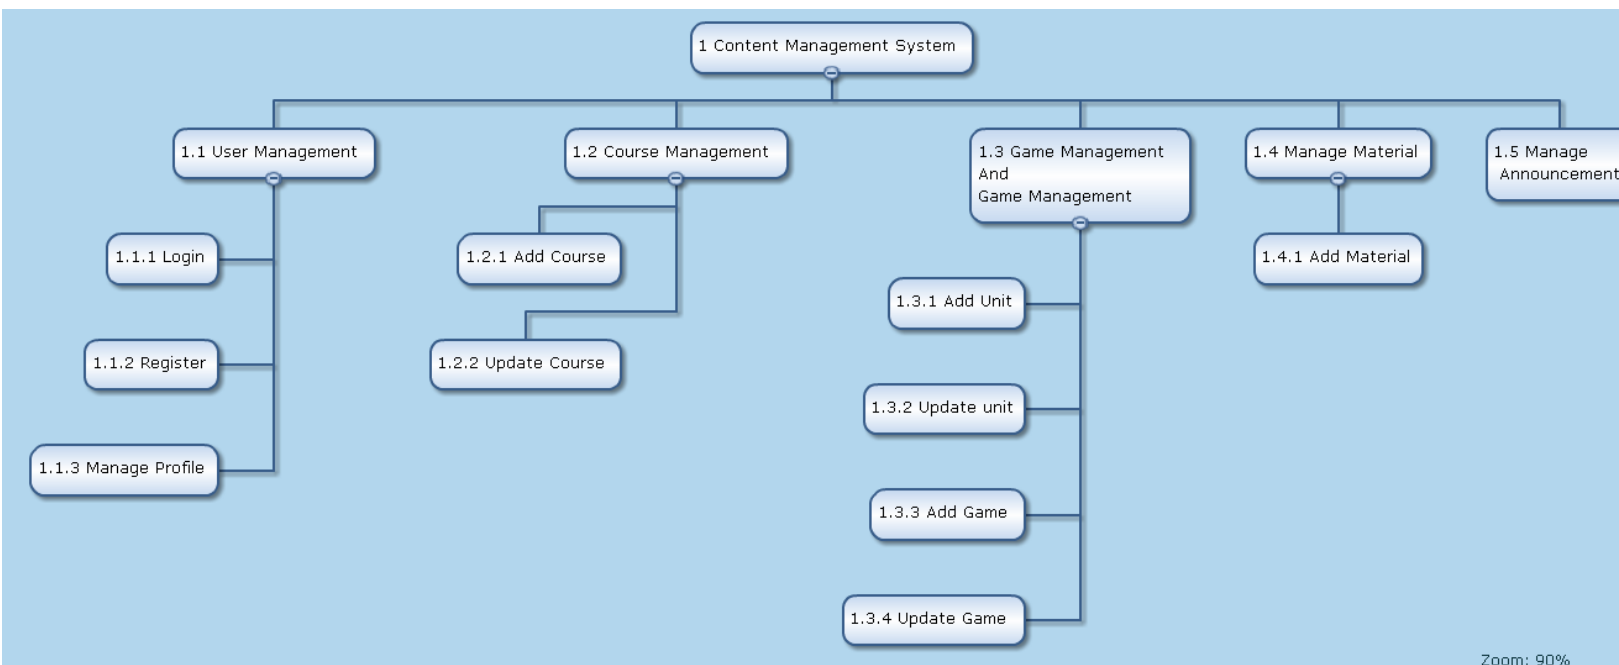 1 Content Management System
1.1 User Management
1.2 Course Management
1.3 Game Management
And
Game Management
1.4 Manage Material
1.5 Manage
Announcement
1.1.1 Login
1.2.1 Add Course
1.4.1 Add Material
1.3.1 Add Unit
1.1.2 Register
1.2.2 Update Course
1.3.2 Update unit
1.1.3 Manage Profile
1.3.3 Add Game
1.3.4 Update Game
Zoom: 90%